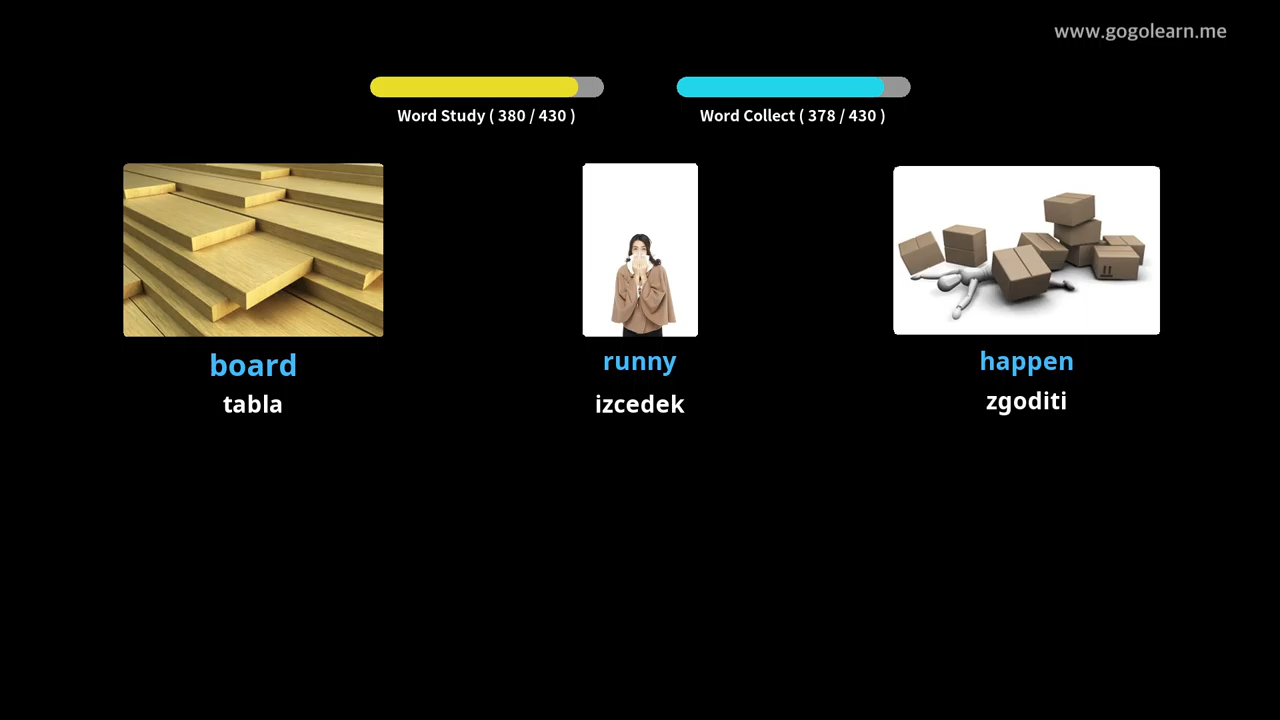 www.gogolearn.me
Word Study ( 380 / 430 )
Word Collect ( 378 / 430 )
board
runny
happen
tabla
izcedek
zgoditi